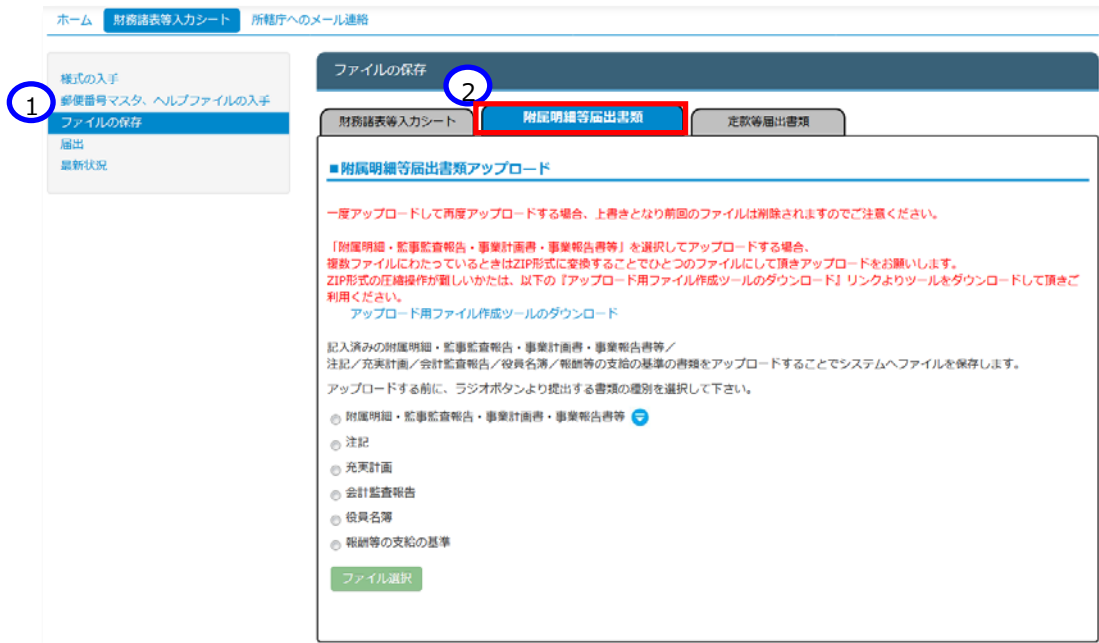 ホーム 財務諸表等入力シート 所轄庁へのメール連絡
様式の入手
郵便番号マスタ、ヘルプファイルの入手
ファイルの保存
届出
最新状況
1
ファイルの保存
2
財務諸表等入力シート 附属明細等届出書類 定款等届出書類
■附属明細等届出書類アップロード
一度アップロードして再度アップロードする場合、上書きとなり前回のファイルは削除されますのでご注意ください。
「附属明細・監事監査報告・事業計画書・事業報告書等」を選択してアップロードする場合、
複数ファイルにわたっているときはZIP形式に変換することでひとつのファイルにして頂きアップロードをお願いします。
ZIP形式の圧縮操作が難しいかたは、以下の『アップロード用ファイル作成ツールのダウンロード』リンクよりツールをダウンロードして頂きご
利用ください。
アップロード用ファイル作成ツールのダウンロード
記入済みの附属明細・監事監査報告・事業計画書・事業報告書等／
注記／充実計画／会計監査報告／役員名簿／報酬等の支給の基準の書類をアップロードすることでシステムへファイルを保存します。
アップロードする前に、ラジオボタンより提出する書類の種別を選択して下さい。
附属明細・監事監査報告・事業計画書・事業報告書等
注記
充実計画
会計監査報告
役員名簿
報酬等の支給の基準
ファイル選択